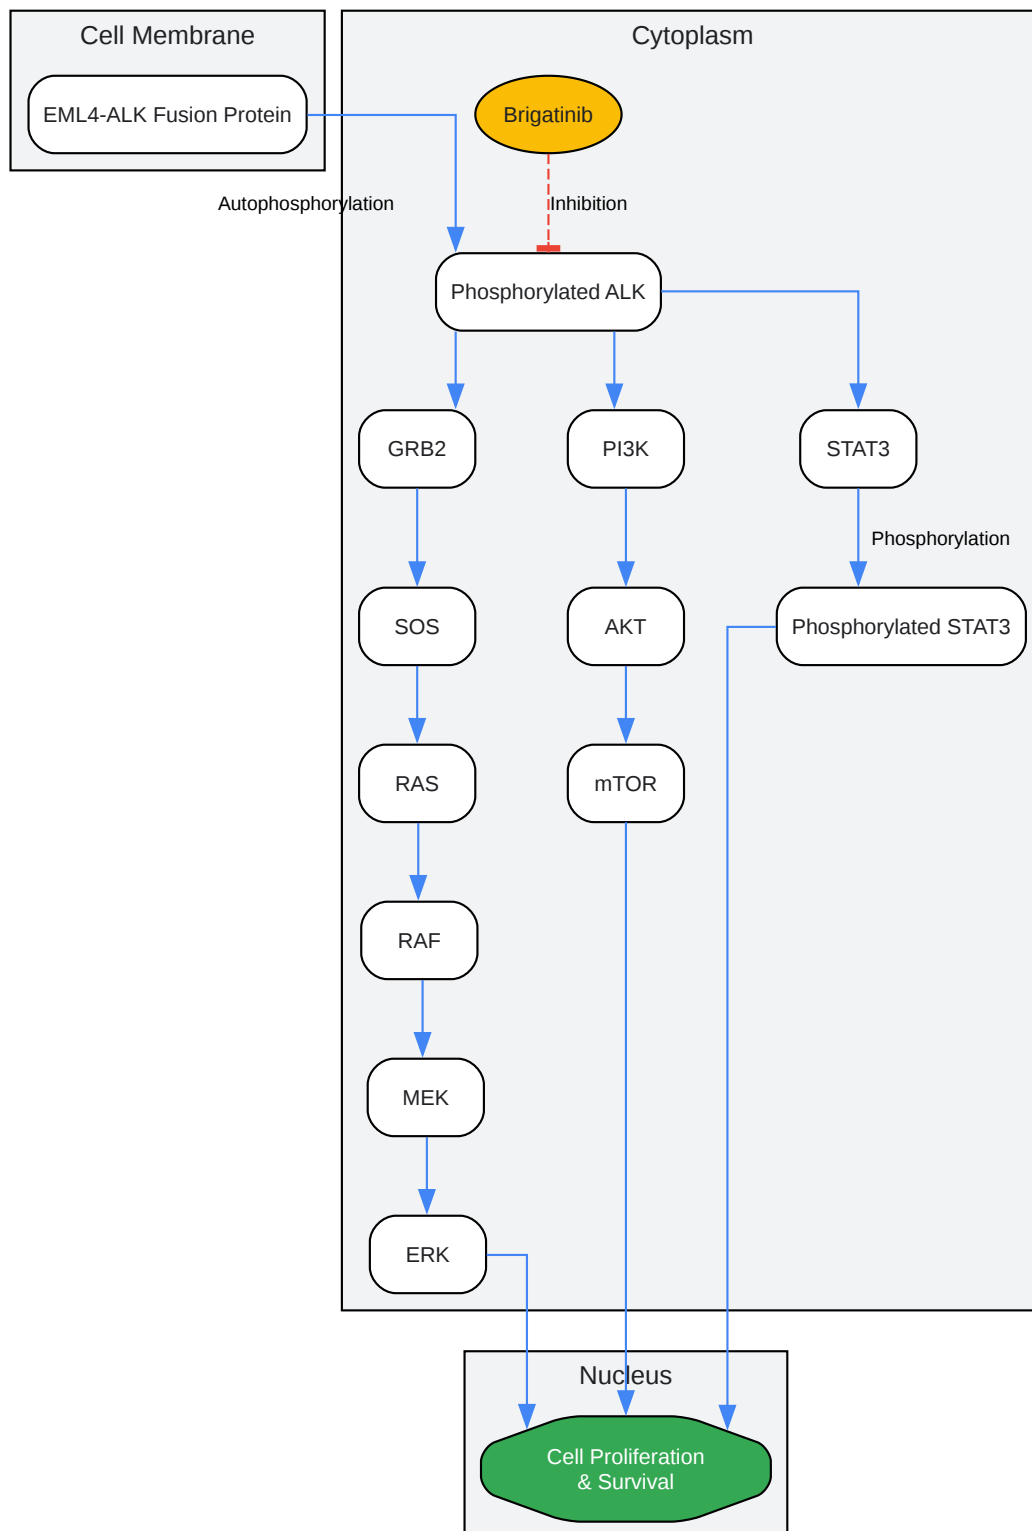 Cell Membrane
Cytoplasm
EML4-ALK Fusion Protein
Brigatinib
Autophosphorylation
Inhibition
Phosphorylated ALK
GRB2
PI3K
STAT3
Phosphorylation
SOS
AKT
Phosphorylated STAT3
RAS
mTOR
RAF
MEK
ERK
Nucleus
Cell Proliferation
& Survival